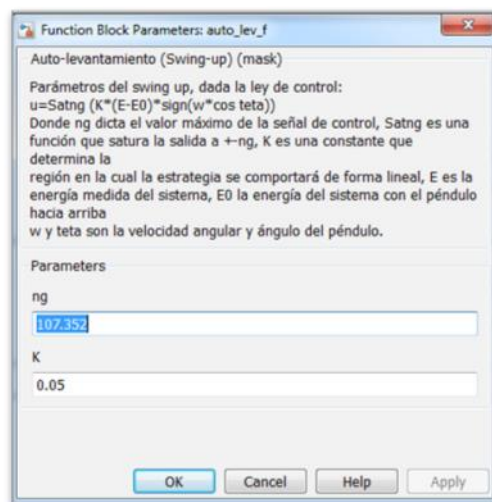 Function Block Parameters: auto_lev_f
Auto-levantamiento (Swing-up) (mask)
Parámetros del swing up, dada la ley de control:
u=Satng (K*(E-E0)*sign(w*cos teta))
Donde ng dicta el valor máximo de la señal de control, Satng es una
función que satura la salida a +-ng, K es una constante que
determina la
región en la cual la estrategia se comportará de forma lineal, E es la
energía medida del sistema, E0 la energía del sistema con el péndulo
hacia arriba
w y teta son la velocidad angular y ángulo del péndulo.
Parameters
ng
107.352
K
0.05
OK Cancel Help Apply